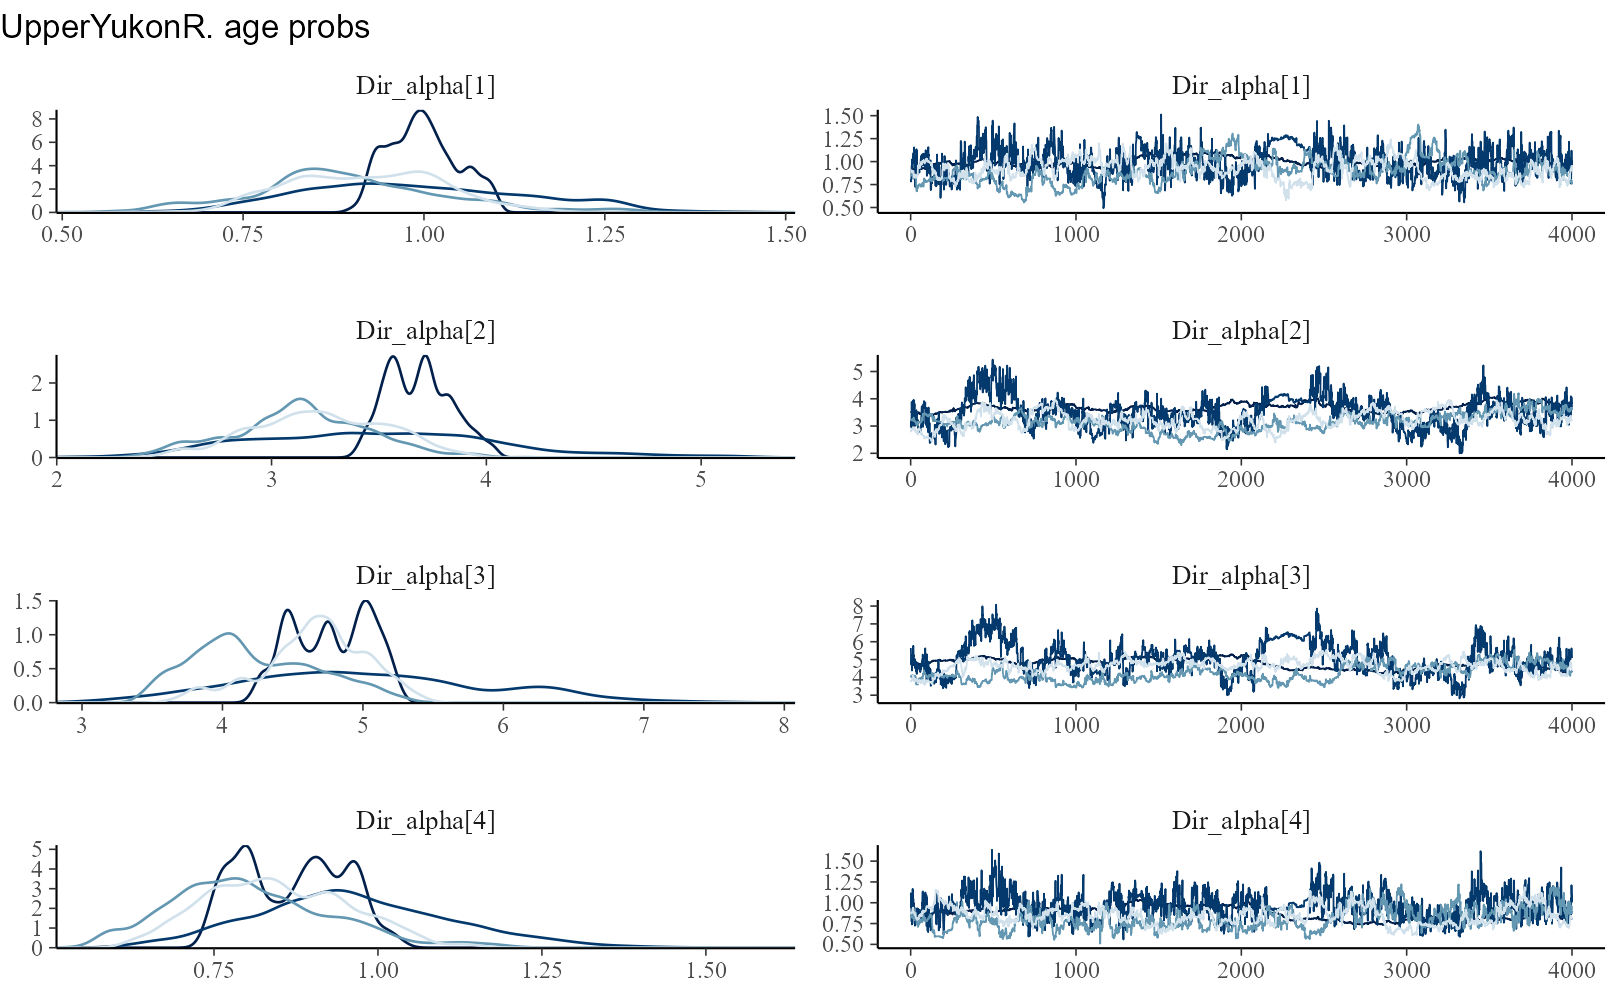 UpperYukonR. age probs
Dir_alpha[1] Dir_alpha[1]
8 1.50
6 1.25
4 1.00
2 0.75
0 0.50
0.50 0.75 1.00 1.25 1.50 0 1000 2000 3000 4000
Dir_alpha[2] Dir_alpha[2]
2 5
1 4
0 3
2
2 3 4 5 0 1000 2000 3000 4000
Dir_alpha[3] Dir_alpha[3]
1.5 8
1.0 7
0.5 6
0.0 5
4
3
3 4 5 6 7 8 0 1000 2000 3000 4000
Dir_alpha[4] Dir_alpha[4]
5 1.50
4 1.25
3 1.00
2 0.75
1 0.50
0
0.75 1.00 1.25 1.50 0 1000 2000 3000 4000